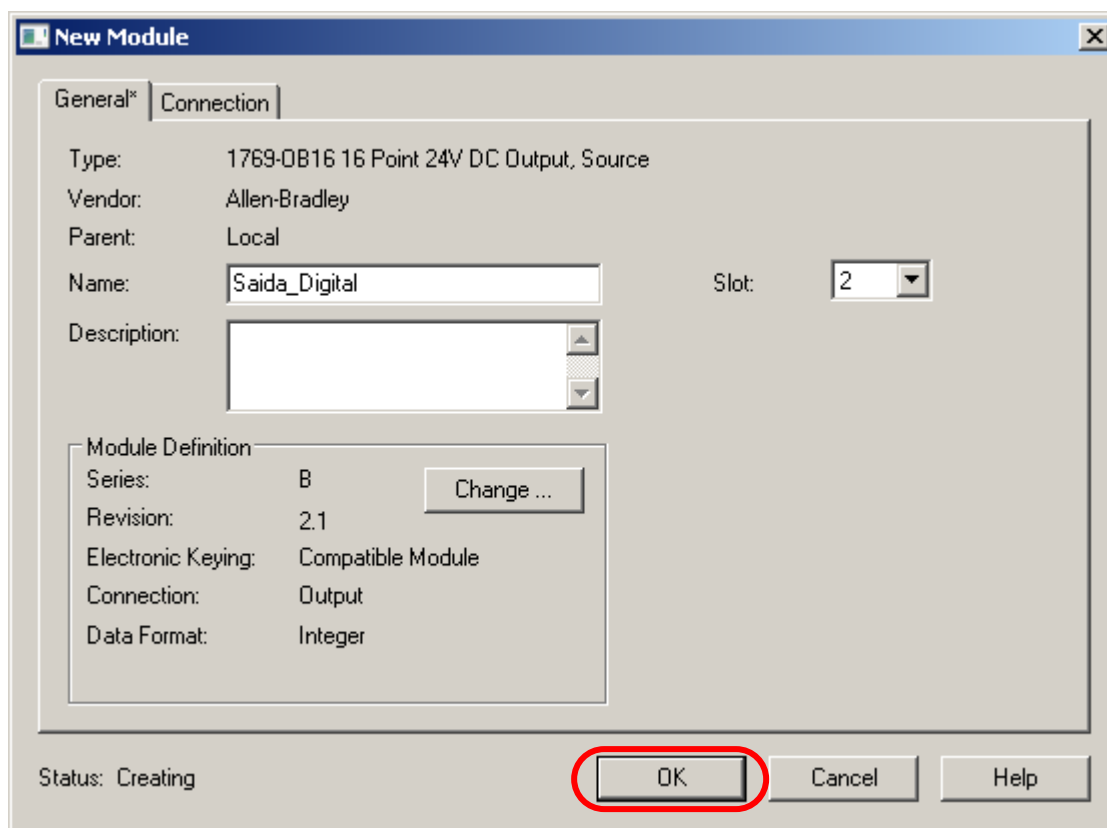 New Module
General* Connection
Type: 1769-OB16 16 Point 24V DC Output, Source
Vendor: Allen-Bradley
Parent: Local
Name: Saida_Digital Slot: 2
Description:
Module Definition
Series: B Change ...
Revision: 2.1
Electronic Keying: Compatible Module
Connection: Output
Data Format: Integer
Status: Creating OK Cancel Help